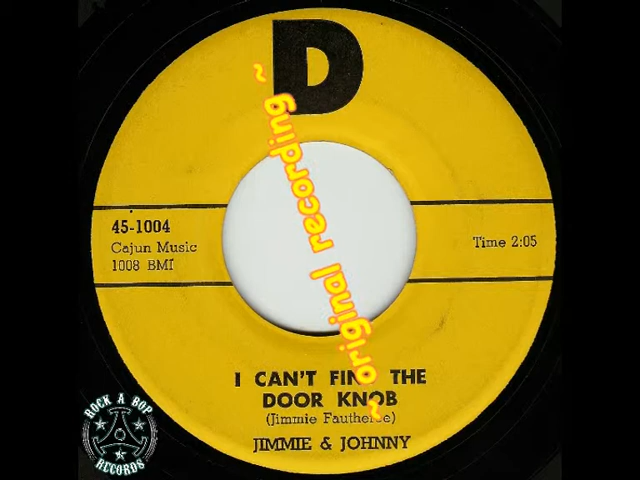 D
~ original recording ~
45-1004
Cajun Music
1008 BMI
Time 2:05
I CAN'T THE
DOOR KNOB
(Jimmie
JIMMIE & JOHNNY
ROCK A BOP
RECORDS